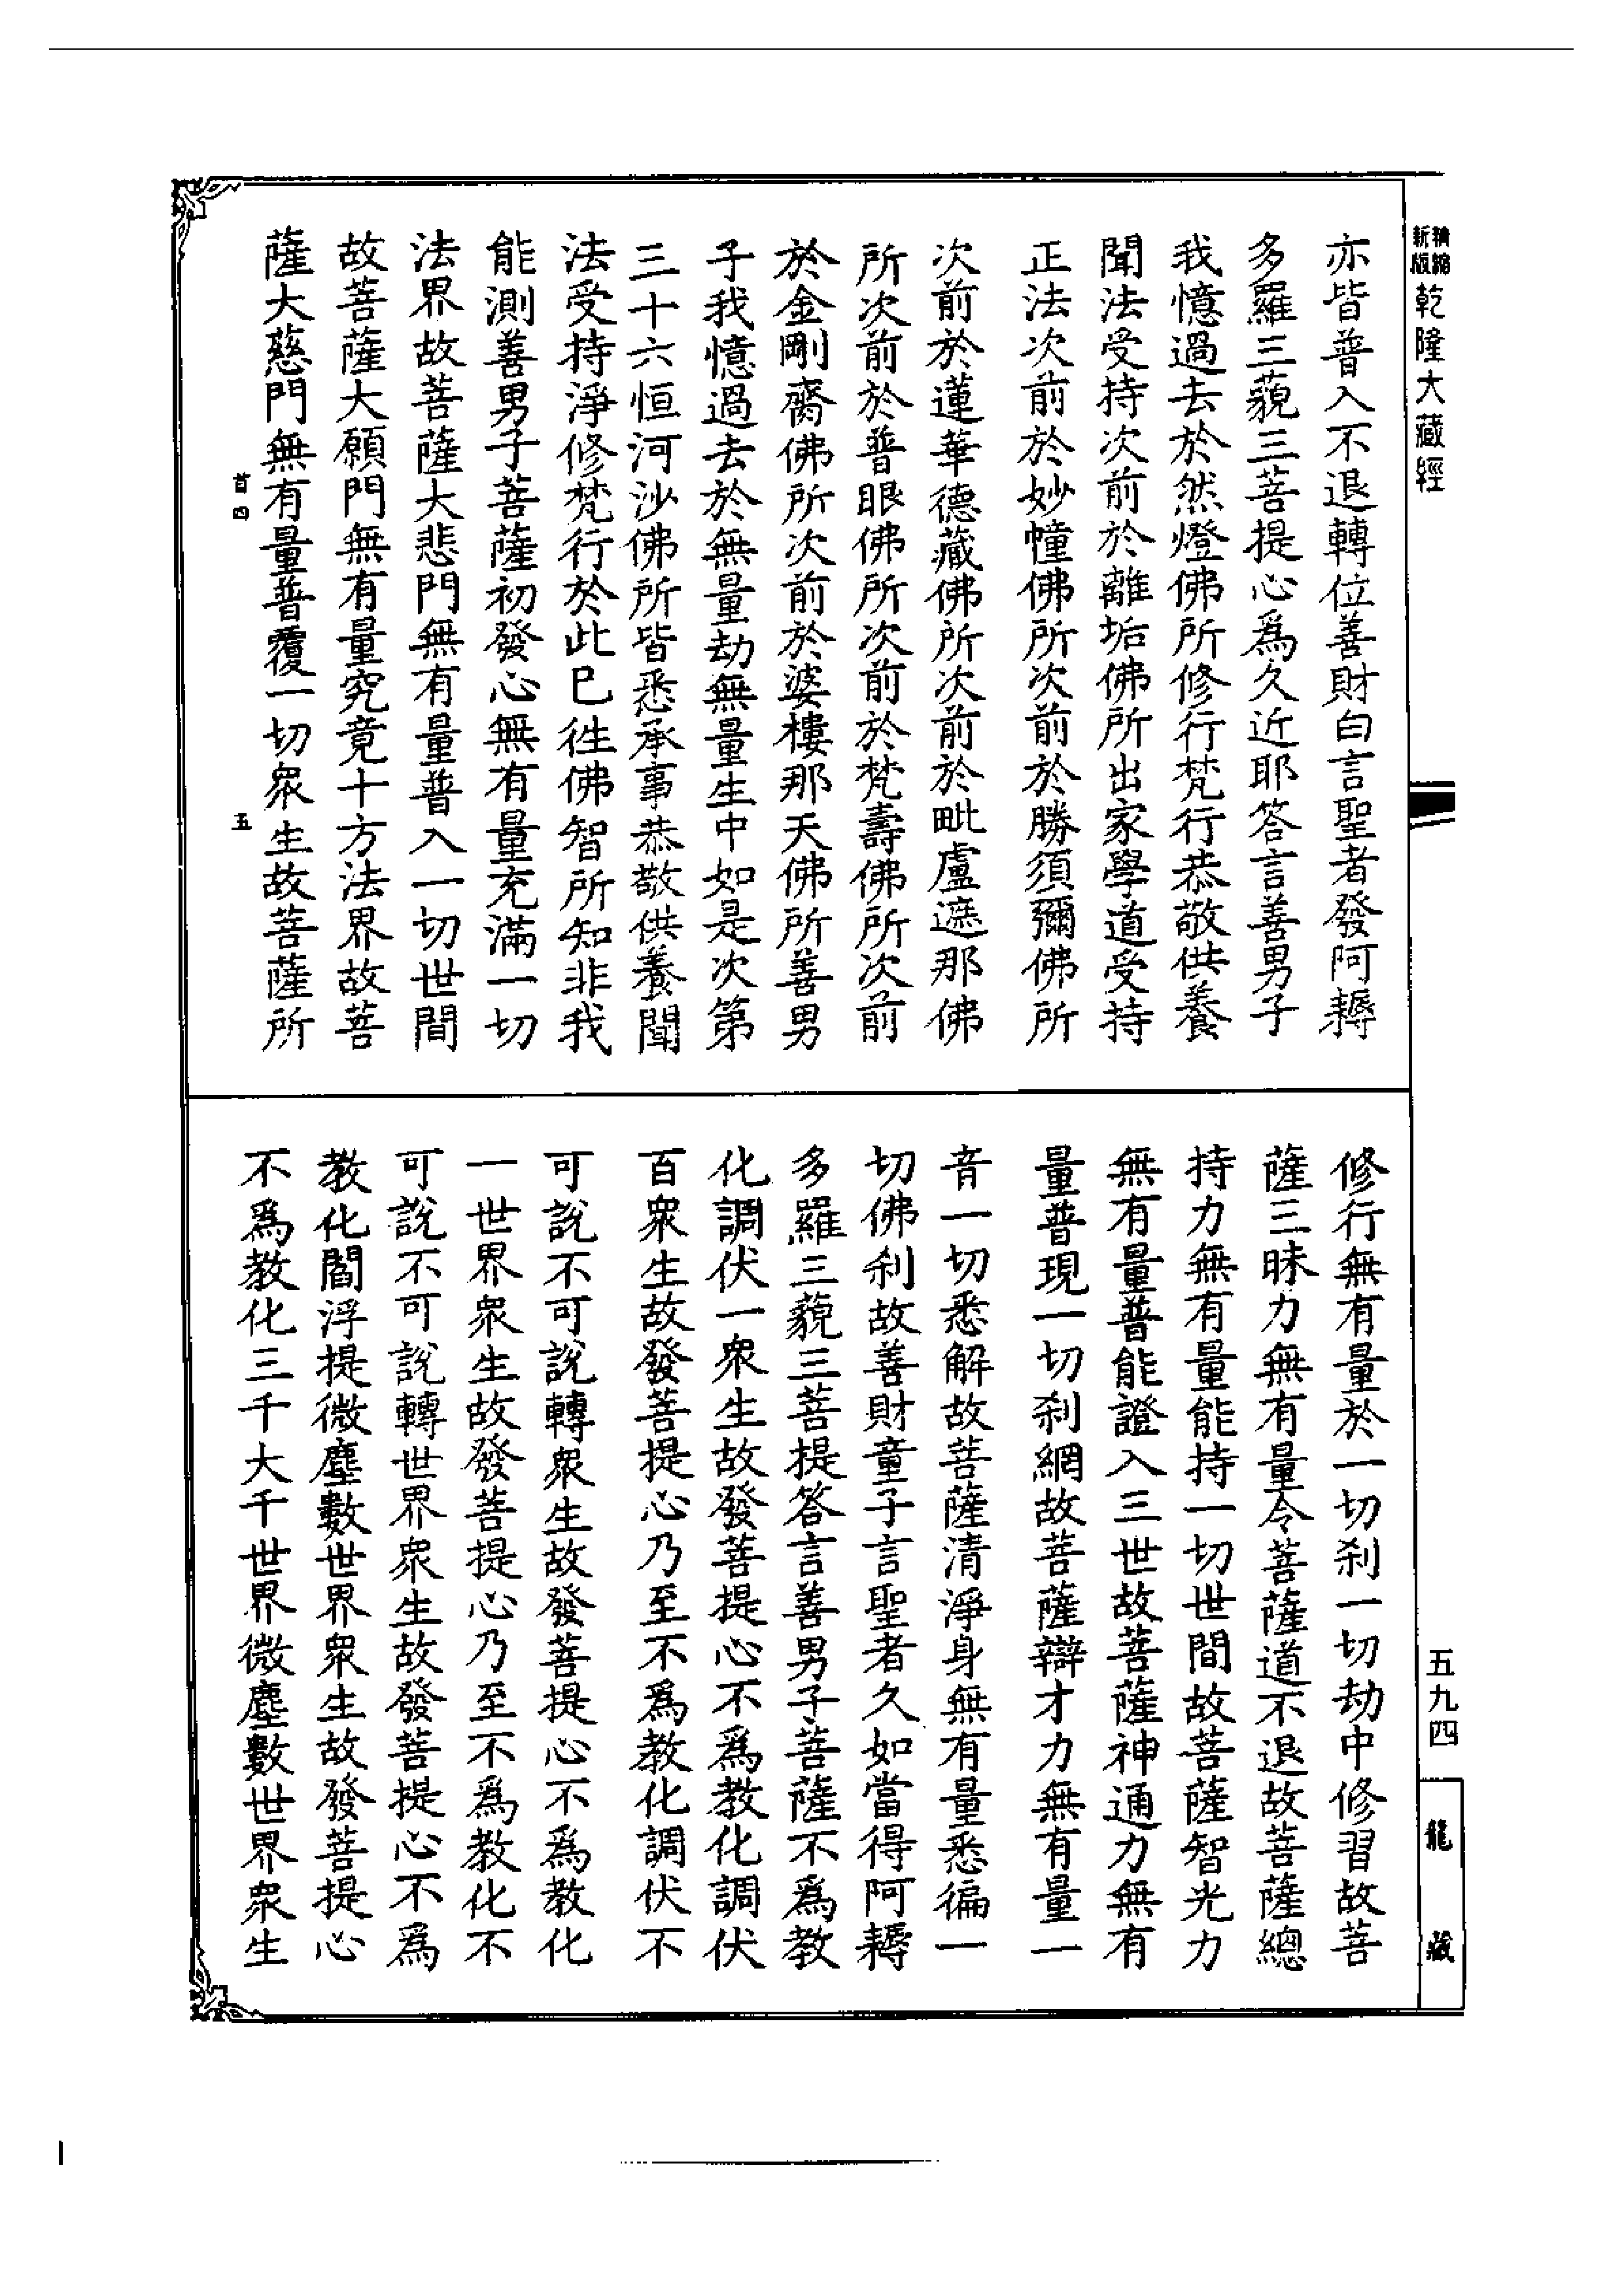 精縮
新版
乾隆大藏經
亦皆普入不退轉位善財白言聖者發阿耨
多羅三藐三菩提心爲久近耶答言善男子
我憶過去於然燈佛所修行梵行恭敬供養
聞法受持次前於離垢佛所出家學道受持
正法次前於妙幢佛所次前於勝須彌佛所
次前於蓮華德藏佛所次前於毗盧遮那佛
所次前於普眼佛所次前於梵壽佛所次前
於金剛齎佛所次前於婆樓那天佛所善男
子我憶過去於無量劫無量生中如是次第
三十六恒河沙佛所皆悉承事恭敬供養聞
法受持淨修梵行於此已徃佛智所知非我
能測善男子菩薩初發心無有量充滿一切
法界故菩薩大悲門無有量普入一切世間
故菩薩大願門無有量究竟十方法界故菩
薩大慈門無有量普覆一切衆生故菩薩所
首四
五
修行無有量於一切刹一切劫中修習故菩
薩三昧力無有量令菩薩道不退故菩薩總
持力無有量能持一切世間故菩薩智光力
無有量普能證入三世故菩薩神通力無有
量普現一切刹網故菩薩辯才力無有量一
音一切悉解故菩薩清淨身無有量悉徧一
切佛刹故善財童子言聖者久如當得阿耨
多羅三藐三菩提答言善男子菩薩不爲教
化調伏一衆生故發菩提心不爲教化調伏
百衆生故發菩提心乃至不爲教化調伏不
可說不可說轉衆生故發菩提心不爲教化
一世界衆生故發菩提心乃至不爲教化不
可說不可說轉世界衆生故發菩提心不爲
教化閻浮提微塵數世界衆生故發菩提心
不爲教化三千大千世界微塵數世界衆生
五九四
龍藏